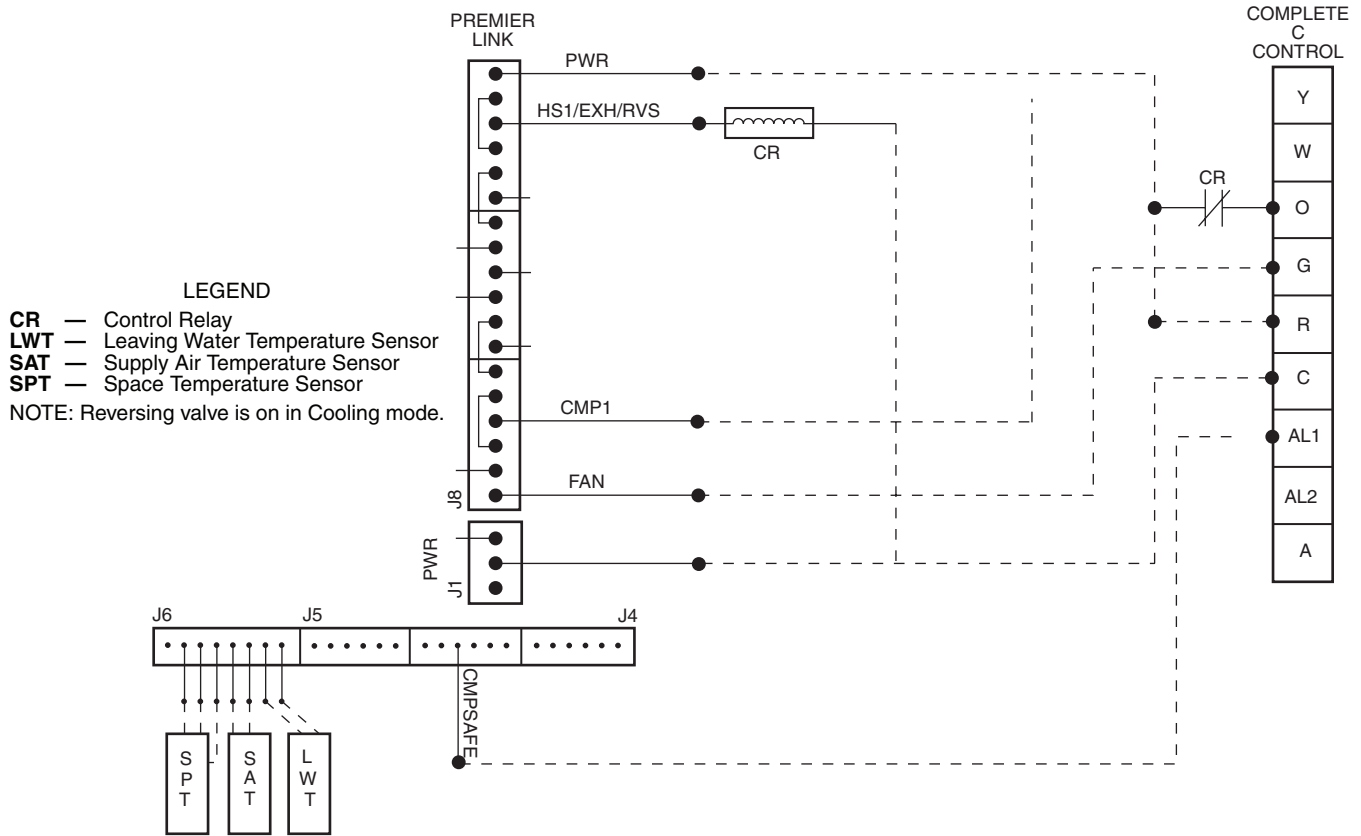 PREMIER
LINK
COMPLETE
C
CONTROL
PWR
HS1/EXH/RVS
CR
Y
W
CR
O
G
R
C
AL1
AL2
A
LEGEND
CR — Control Relay
LWT — Leaving Water Temperature Sensor
SAT — Supply Air Temperature Sensor
SPT — Space Temperature Sensor
NOTE: Reversing valve is on in Cooling mode.
CMP1
FAN
J8
PWR
J1
J6
J5
J4
CMPSAFE
SPT
SAT
LWT